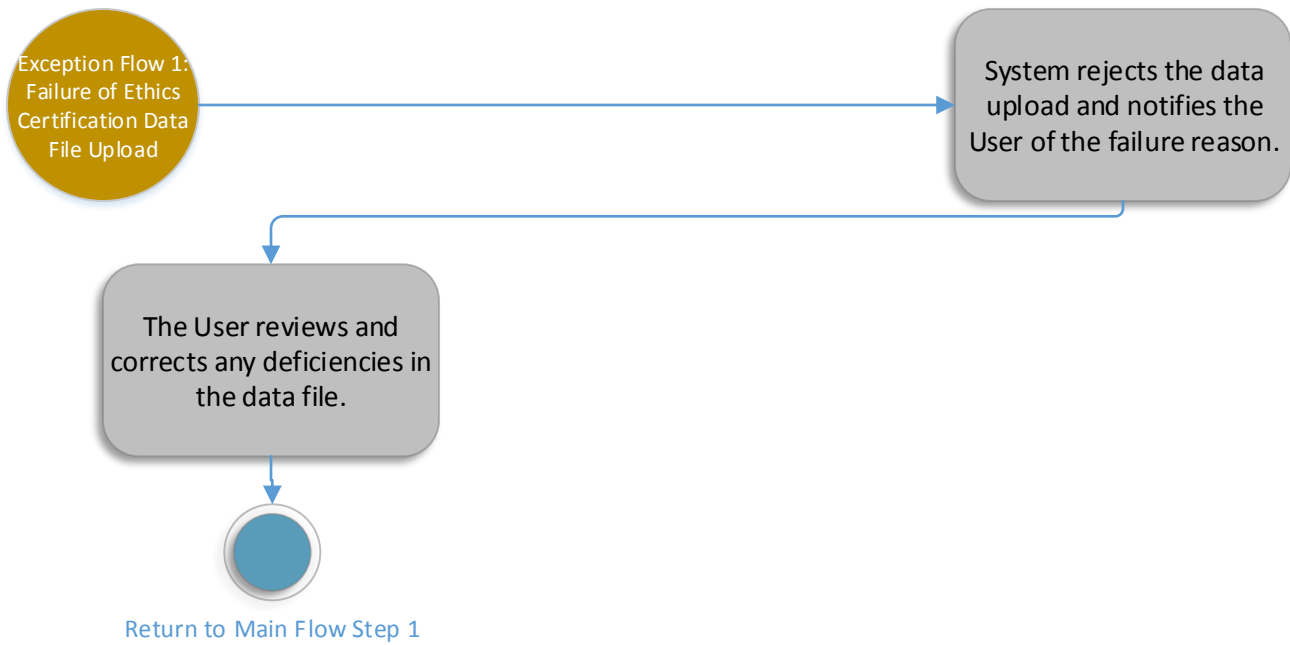 Exception Flow 1:
Failure of Ethics
Certification Data
File Upload
System rejects the data
upload and notifies the
User of the failure reason.
The User reviews and
corrects any deficiencies in
the data file.
Return to Main Flow Step 1